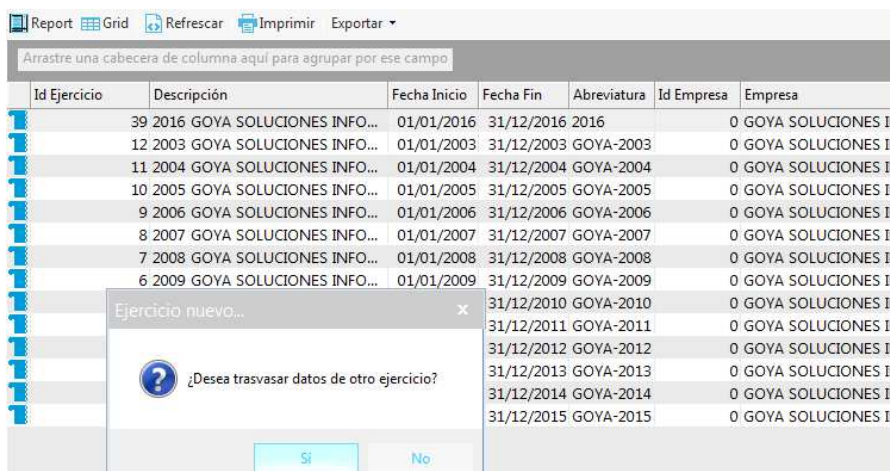 Report Grid Refrescar Imprimir Exportar
Arrastre una cabecera de columna aquí para agrupar por ese campo
Id Ejercicio Descripción Fecha Inicio Fecha Fin Abreviatura Id Empresa Empresa
39 2016 GOYA SOLUCIONES INFO... 01/01/2016 31/12/2016 2016 0 GOYA SOLUCIONES I
12 2003 GOYA SOLUCIONES INFO... 01/01/2003 31/12/2003 GOYA-2003 0 GOYA SOLUCIONES I
11 2004 GOYA SOLUCIONES INFO... 01/01/2004 31/12/2004 GOYA-2004 0 GOYA SOLUCIONES I
10 2005 GOYA SOLUCIONES INFO... 01/01/2005 31/12/2005 GOYA-2005 0 GOYA SOLUCIONES I
9 2006 GOYA SOLUCIONES INFO... 01/01/2006 31/12/2006 GOYA-2006 0 GOYA SOLUCIONES I
8 2007 GOYA SOLUCIONES INFO... 01/01/2007 31/12/2007 GOYA-2007 0 GOYA SOLUCIONES I
7 2008 GOYA SOLUCIONES INFO... 01/01/2008 31/12/2008 GOYA-2008 0 GOYA SOLUCIONES I
6 2009 GOYA SOLUCIONES INFO... 01/01/2009 31/12/2009 GOYA-2009 0 GOYA SOLUCIONES I
31/12/2010 GOYA-2010 0 GOYA SOLUCIONES I
31/12/2011 GOYA-2011 0 GOYA SOLUCIONES I
31/12/2012 GOYA-2012 0 GOYA SOLUCIONES I
31/12/2013 GOYA-2013 0 GOYA SOLUCIONES I
31/12/2014 GOYA-2014 0 GOYA SOLUCIONES I
31/12/2015 GOYA-2015 0 GOYA SOLUCIONES I
Ejercicio nuevo... x
¿Desea trasvasar datos de otro ejercicio?
Sí No